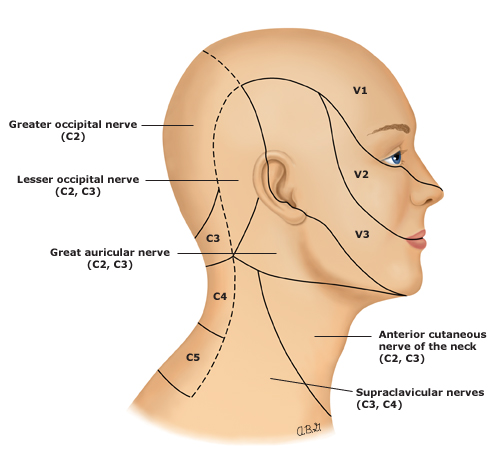 V1
Greater occipital nerve
(C2)
V2
Lesser occipital nerve
(C2, C3)
V3
C3
Great auricular nerve
(C2, C3)
C4
Anterior cutaneous
nerve of the neck
(C2, C3)
C5
Supraclavicular nerves
(C3, C4)